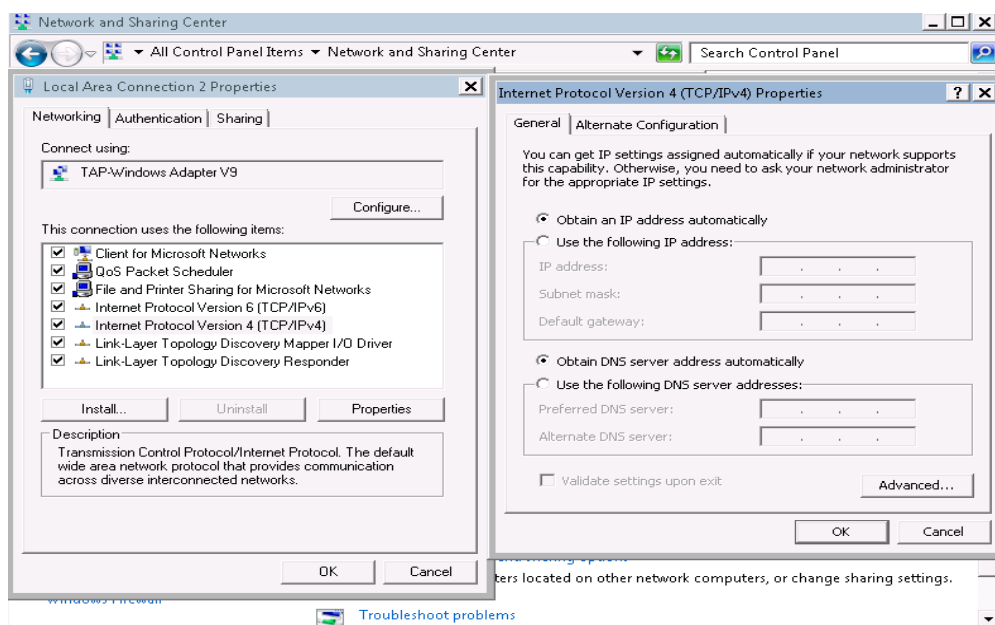 Network and Sharing Center
All Control Panel Items
Network and Sharing Center
Search Control Panel
Local Area Connection 2 Properties
Networking
Authentication
Sharing
Connect using:
TAP-Windows Adapter V9
Configure...
This connection uses the following items:
Client for Microsoft Networks
QoS Packet Scheduler
File and Printer Sharing for Microsoft Networks
Internet Protocol Version 6 (TCP/IPv6)
Internet Protocol Version 4 (TCP/IPv4)
Link-Layer Topology Discovery Mapper I/O Driver
Link-Layer Topology Discovery Responder
Install...
Uninstall
Properties
Description
Transmission Control Protocol/Internet Protocol. The default
wide area network protocol that provides communication
across diverse interconnected networks.
OK
Cancel
Internet Protocol Version 4 (TCP/IPv4) Properties
General
Alternate Configuration
You can get IP settings assigned automatically if your network supports
this capability. Otherwise, you need to ask your network administrator
for the appropriate IP settings.
Obtain an IP address automatically
Use the following IP address:
IP address:
Subnet mask:
Default gateway:
Obtain DNS server address automatically
Use the following DNS server addresses:
Preferred DNS server:
Alternate DNS server:
Validate settings upon exit
Advanced...
OK
Cancel
ters located on other network computers, or change sharing settings.
Windows Firewall
Troubleshoot problems